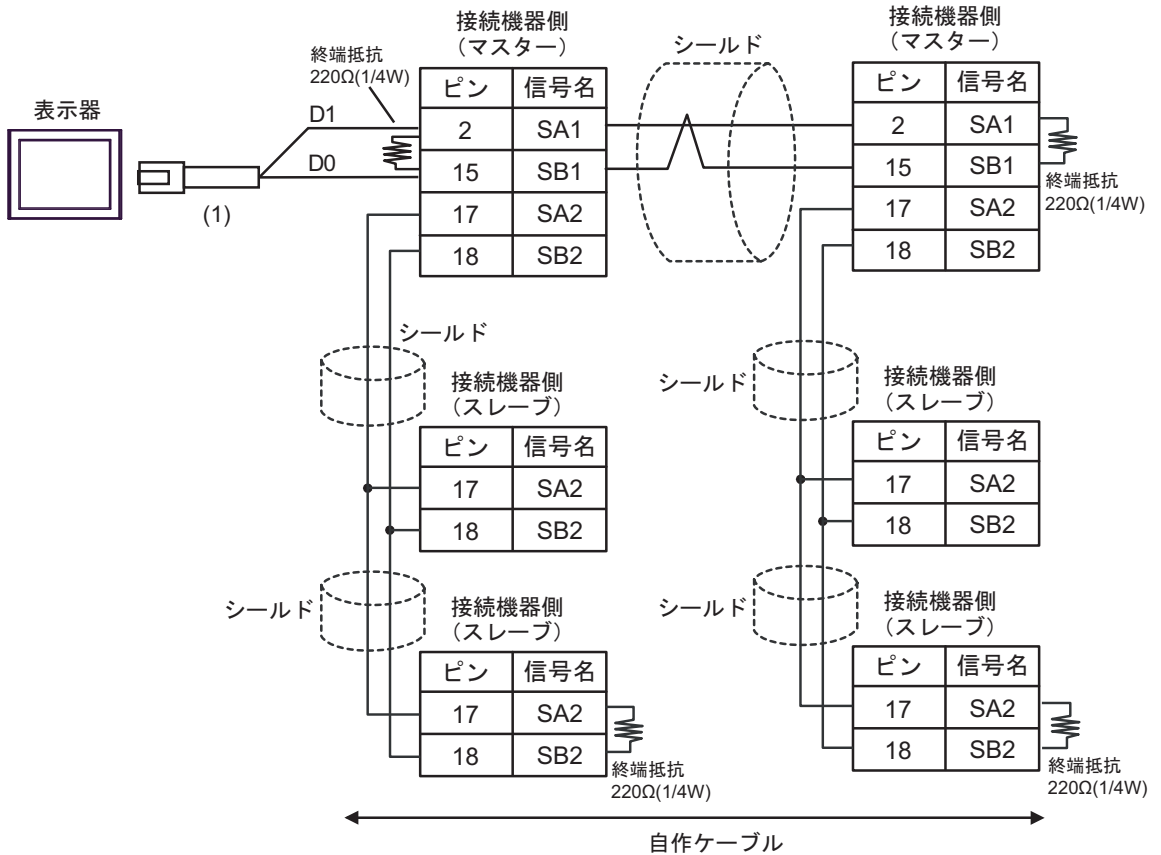 表示器
(1)
D1
D0
終端抵抗
220Ω(1/4W)
接続機器側
（マスター）
ピン 信号名
2 SA1
15 SB1
17 SA2
18 SB2
シールド
接続機器側
（マスター）
ピン 信号名
2 SA1
15 SB1
17 SA2
18 SB2
終端抵抗
220Ω(1/4W)
シールド
接続機器側
（スレーブ）
ピン 信号名
17 SA2
18 SB2
シールド
接続機器側
（スレーブ）
ピン 信号名
17 SA2
18 SB2
シールド
接続機器側
（スレーブ）
ピン 信号名
17 SA2
18 SB2
終端抵抗
220Ω(1/4W)
シールド
接続機器側
（スレーブ）
ピン 信号名
17 SA2
18 SB2
終端抵抗
220Ω(1/4W)
自作ケーブル